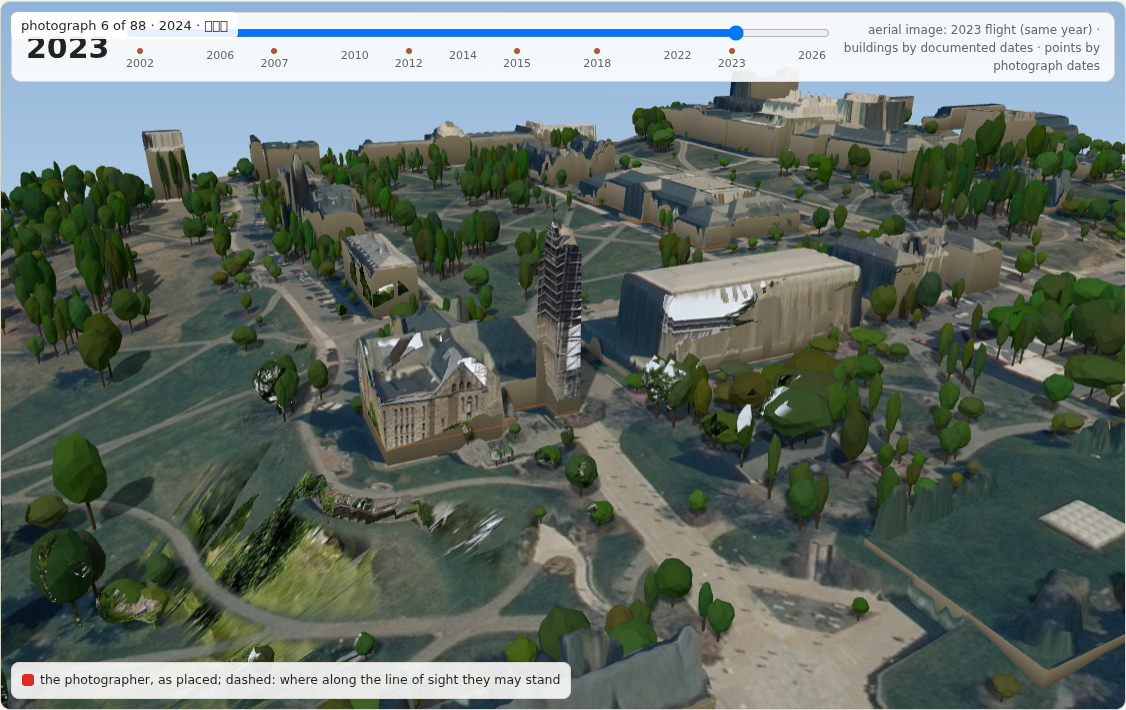 photograph 6 of 88 · 2024 ·
2023
2002 2006 2007 2010 2012 2014 2015 2018 2022 2023 2026
aerial image: 2023 flight (same year) ·
buildings by documented dates · points by
photograph dates
the photographer, as placed; dashed: where along the line of sight they may stand